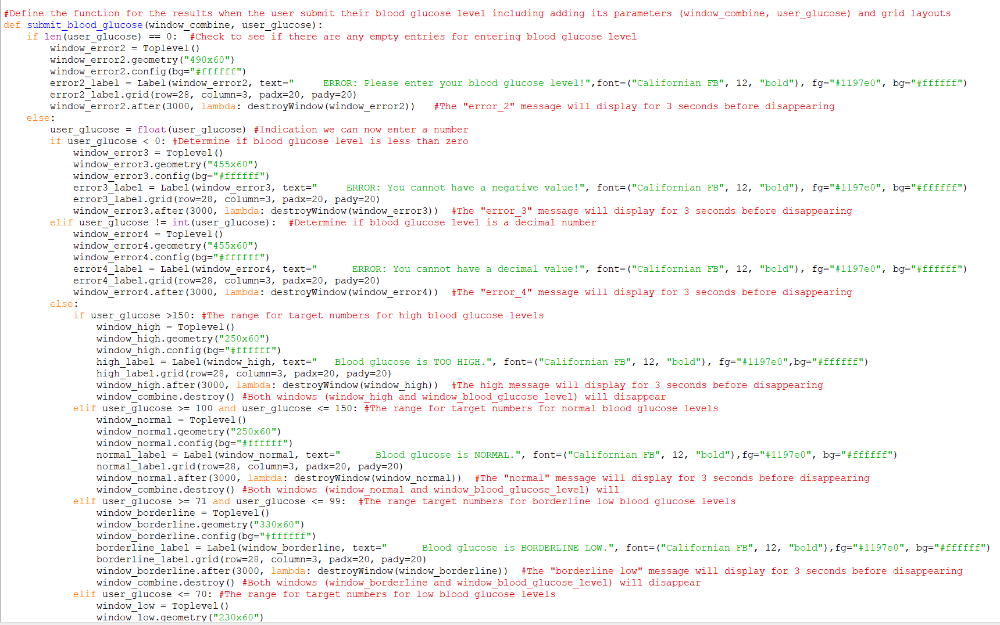 #Define the function for the results when the user submit their blood glucose level including adding its parameters (window_combine, user_glucose) and grid layouts
def submit_blood_glucose(window_combine, user_glucose):
    if len(user_glucose) == 0:  #Check to see if there are any empty entries for entering blood glucose level
        window_error2 = Toplevel()
        window_error2.geometry("490x60")
        window_error2.config(bg="#ffffff")
        error2_label = Label(window_error2, text="     ERROR: Please enter your blood glucose level!",font=("Californian FB", 12, "bold"), fg="#1197e0", bg="#ffffff")
        error2_label.grid(row=28, column=3, padx=20, pady=20)
        window_error2.after(3000, lambda: destroyWindow(window_error2))   #The "error_2" message will display for 3 seconds before disappearing
    else:
        user_glucose = float(user_glucose) #Indication we can now enter a number
        if user_glucose < 0: #Determine if blood glucose level is less than zero
            window_error3 = Toplevel()
            window_error3.geometry("455x60")
            window_error3.config(bg="#ffffff")
            error3_label = Label(window_error3, text="     ERROR: You cannot have a negative value!", font=("Californian FB", 12, "bold"), fg="#1197e0", bg="#ffffff")
            error3_label.grid(row=28, column=3, padx=20, pady=20)
            window_error3.after(3000, lambda: destroyWindow(window_error3))  #The "error_3" message will display for 3 seconds before disappearing
        elif user_glucose != int(user_glucose):  #Determine if blood glucose level is a decimal number
            window_error4 = Toplevel()
            window_error4.geometry("455x60")
            window_error4.config(bg="#ffffff")
            error4_label = Label(window_error4, text="      ERROR: You cannot have a decimal value!", font=("Californian FB", 12, "bold"), fg="#1197e0", bg="#ffffff")
            error4_label.grid(row=28, column=3, padx=20, pady=20)
            window_error4.after(3000, lambda: destroyWindow(window_error4))  #The "error_4" message will display for 3 seconds before disappearing
        else:
            if user_glucose >150: #The range for target numbers for high blood glucose levels
                window_high = Toplevel()
                window_high.geometry("250x60")
                window_high.config(bg="#ffffff")
                high_label = Label(window_high, text="   Blood glucose is TOO HIGH.", font=("Californian FB", 12, "bold"), fg="#1197e0",bg="#ffffff")
                high_label.grid(row=28, column=3, padx=20, pady=20)
                window_high.after(3000, lambda: destroyWindow(window_high))  #The high message will display for 3 seconds before disappearing
                window_combine.destroy() #Both windows (window_high and window_blood_glucose_level) will disappear
            elif user_glucose >= 100 and user_glucose <= 150: #The range for target numbers for normal blood glucose levels
                window_normal = Toplevel()
                window_normal.geometry("250x60")
                window_normal.config(bg="#ffffff")
                normal_label = Label(window_normal, text="      Blood glucose is NORMAL.", font=("Californian FB", 12, "bold"),fg="#1197e0", bg="#ffffff")
                normal_label.grid(row=28, column=3, padx=20, pady=20)
                window_normal.after(3000, lambda: destroyWindow(window_normal))  #The "normal" message will display for 3 seconds before disappearing
                window_combine.destroy() #Both windows (window_normal and window_blood_glucose_level) will
            elif user_glucose >= 71 and user_glucose <= 99:  #The range target numbers for borderline low blood glucose levels
                window_borderline = Toplevel()
                window_borderline.geometry("330x60")
                window_borderline.config(bg="#ffffff")
                borderline_label = Label(window_borderline, text="      Blood glucose is BORDERLINE LOW.", font=("Californian FB", 12, "bold"),fg="#1197e0", bg="#ffffff")
                borderline_label.grid(row=28, column=3, padx=20, pady=20)
                window_borderline.after(3000, lambda: destroyWindow(window_borderline))  #The "borderline low" message will display for 3 seconds before disappearing
                window_combine.destroy() #Both windows (window_borderline and window_blood_glucose_level) will disappear
            elif user_glucose <= 70: #The range for target numbers for low blood glucose levels
                window_low = Toplevel()
                window_low.geometry("230x60")